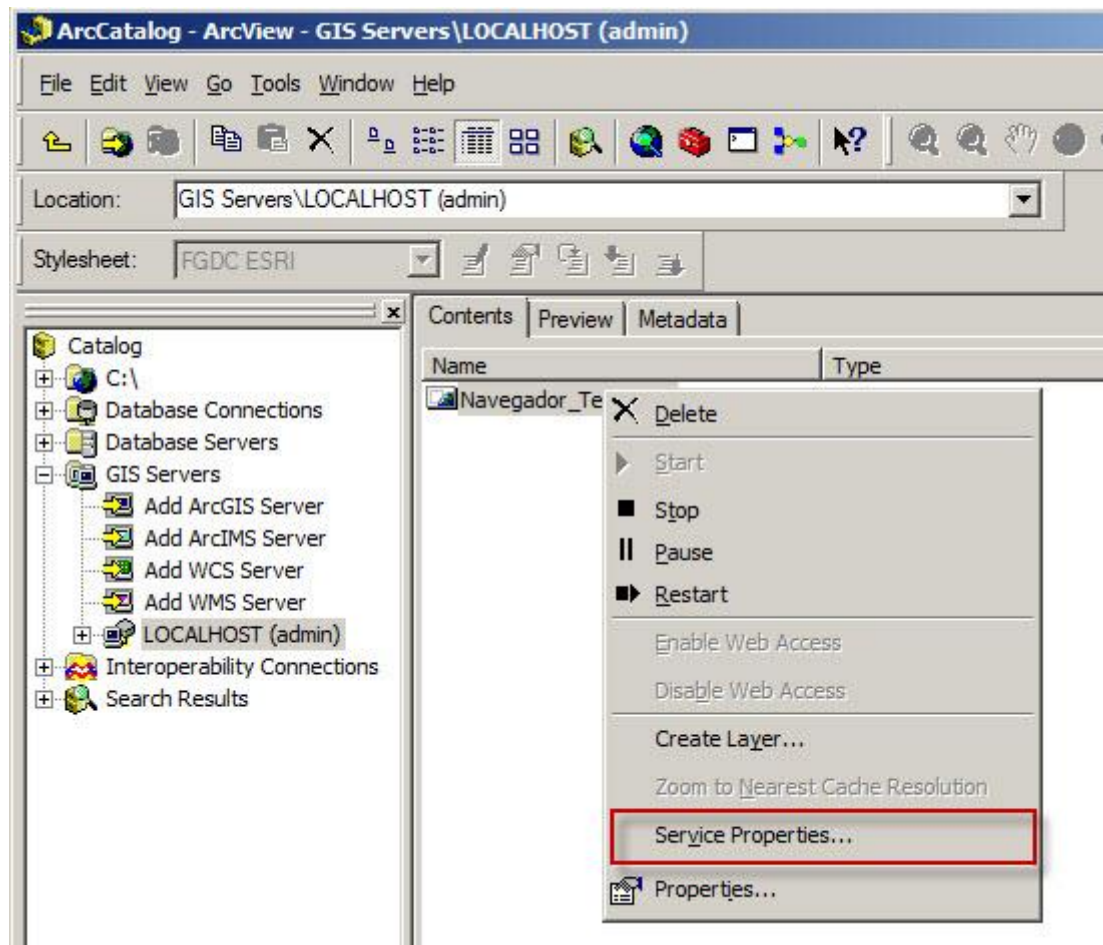 ArcCatalog - ArcView - GIS Servers\LOCALHOST (admin)
File Edit View Go Tools Window Help
Location: GIS Servers\LOCALHOST (admin)
Stylesheet: FGDC ESRI
Contents Preview Metadata
Name Type
Catalog
C:\
Database Connections
Database Servers
GIS Servers
Add ArcGIS Server
Add ArcIMS Server
Add WCS Server
Add WMS Server
LOCALHOST (admin)
Interoperability Connections
Search Results
Navegador_Te
Delete
Start
Stop
Pause
Restart
Enable Web Access
Disable Web Access
Create Layer...
Zoom to Nearest Cache Resolution
Service Properties...
Properties...